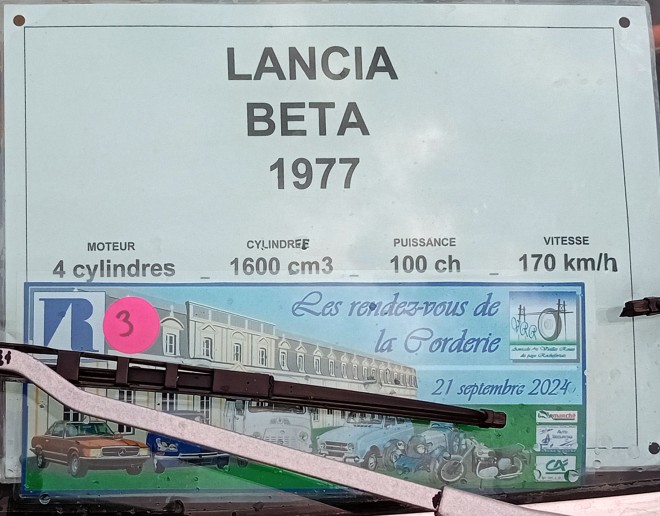 LANCIA
BETA
1977
MOTEUR CYLINDREE PUISSANCE VITESSE
4 cylindres _ 1600 cm3 _ 100 ch _ 170 km/h
Les rendez-vous de
la Corderie
21 septembre 2024
R
3